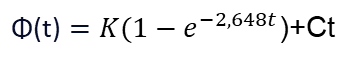 Φ(t) = K(1 − e^{−2,648t})+Ct